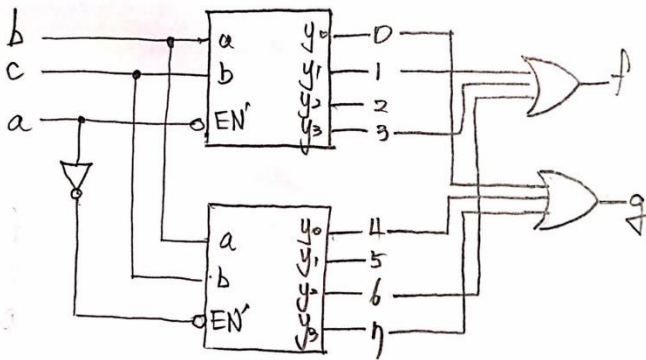 b a y0 0
c b y1 1 f
y2 2
a EN' y3 3
g
a y0 4
y1 5
b y2 6
EN' y3 7